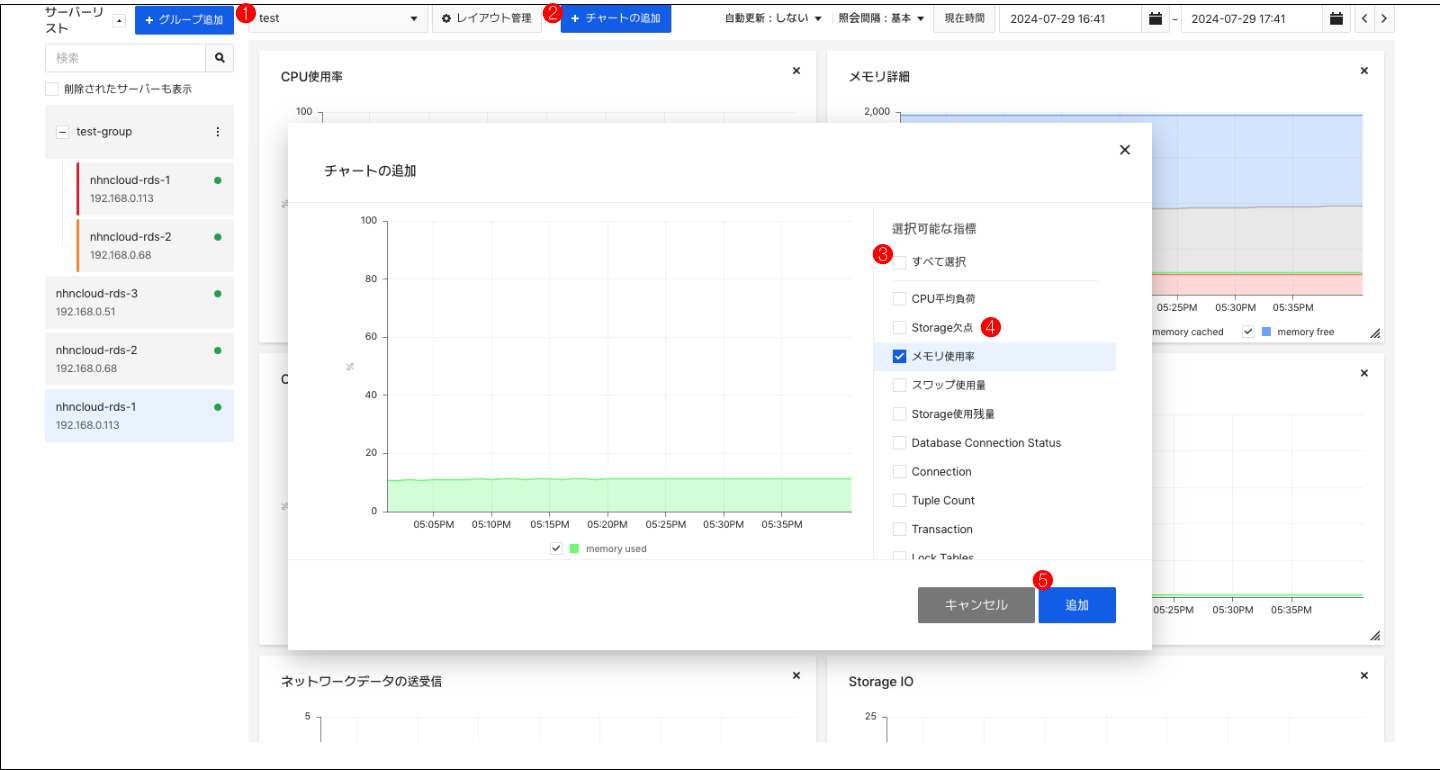 サーバーリスト
+ グループ追加
1
test
レイアウト管理
2
+ チャートの追加
自動更新 : しない
照会間隔 : 基本
現在時間
2024-07-29 16:41
~
2024-07-29 17:41
検索
削除されたサーバーも表示
test-group
nhncloud-rds-1
192.168.0.113
nhncloud-rds-2
192.168.0.68
nhncloud-rds-3
192.168.0.51
nhncloud-rds-2
192.168.0.68
nhncloud-rds-1
192.168.0.113
CPU使用率
100
%
メモリ詳細
2,000
05:25PM 05:30PM 05:35PM
memory cached
memory free
チャートの追加
100
80
60
40
20
0
%
05:05PM 05:10PM 05:15PM 05:20PM 05:25PM 05:30PM 05:35PM
memory used
選択可能な指標
3
すべて選択
CPU平均負荷
Storage欠点
4
メモリ使用率
スワップ使用量
Storage使用残量
Database Connection Status
Connection
Tuple Count
Transaction
Lock Tables
キャンセル
5
追加
%
05:25PM 05:30PM 05:35PM
ネットワークデータの送受信
5
Storage IO
25